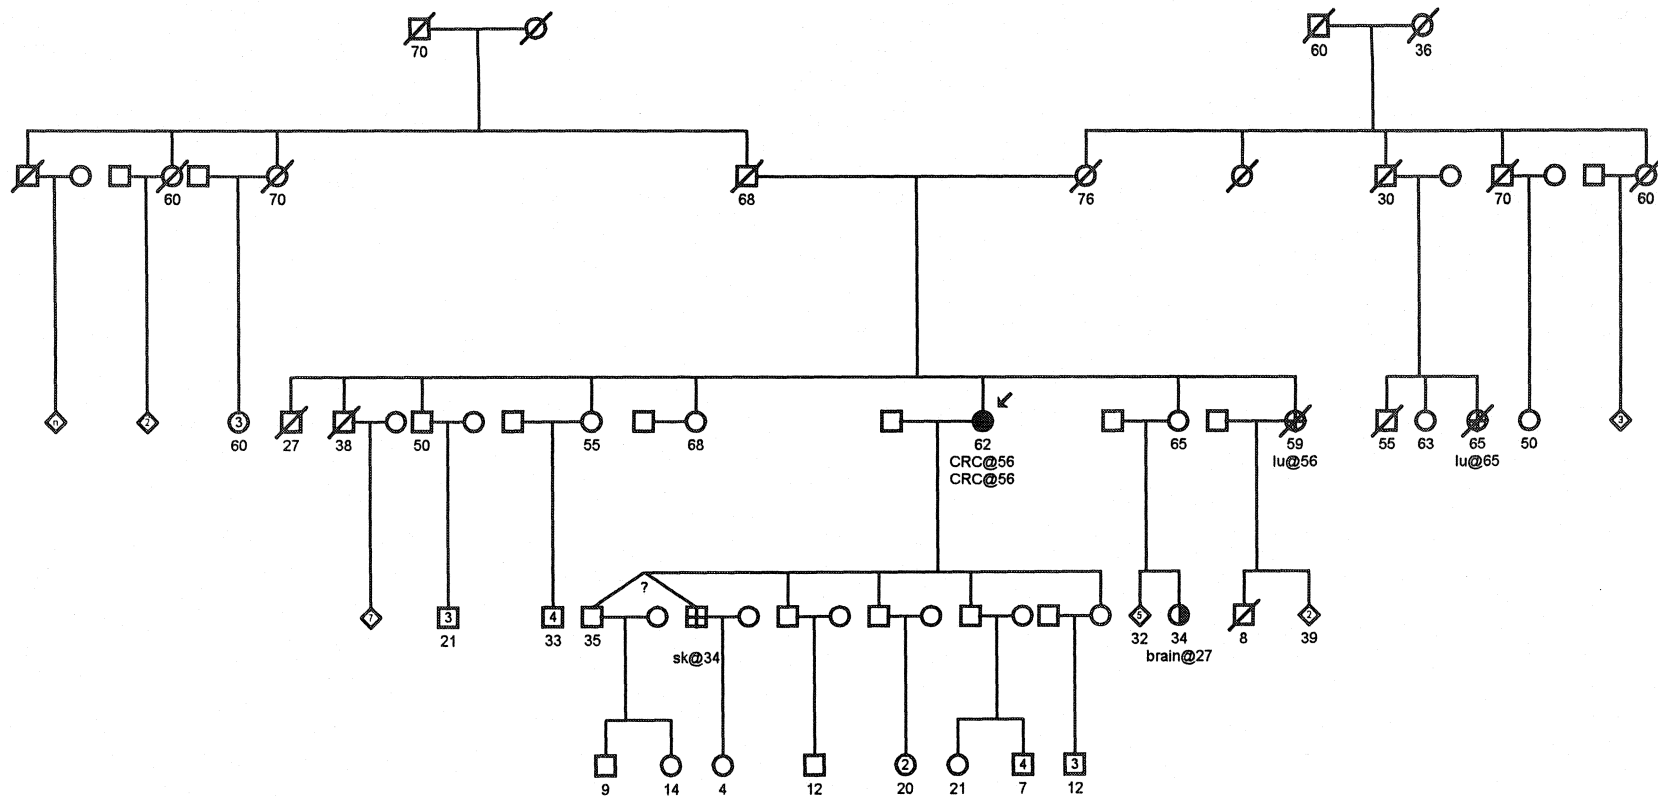 70
60 36
60 70 68 76 30 70 60
n 2 3 3
60 27 38 50 55 68 62 65 59 55 63 65 50
CRC@56 lu@56 lu@65
CRC@56
?
? 3 4 5 2
21 33 35 32 34 8 39
sk@34 brain@27
2 4 3
9 14 4 12 20 21 7 12